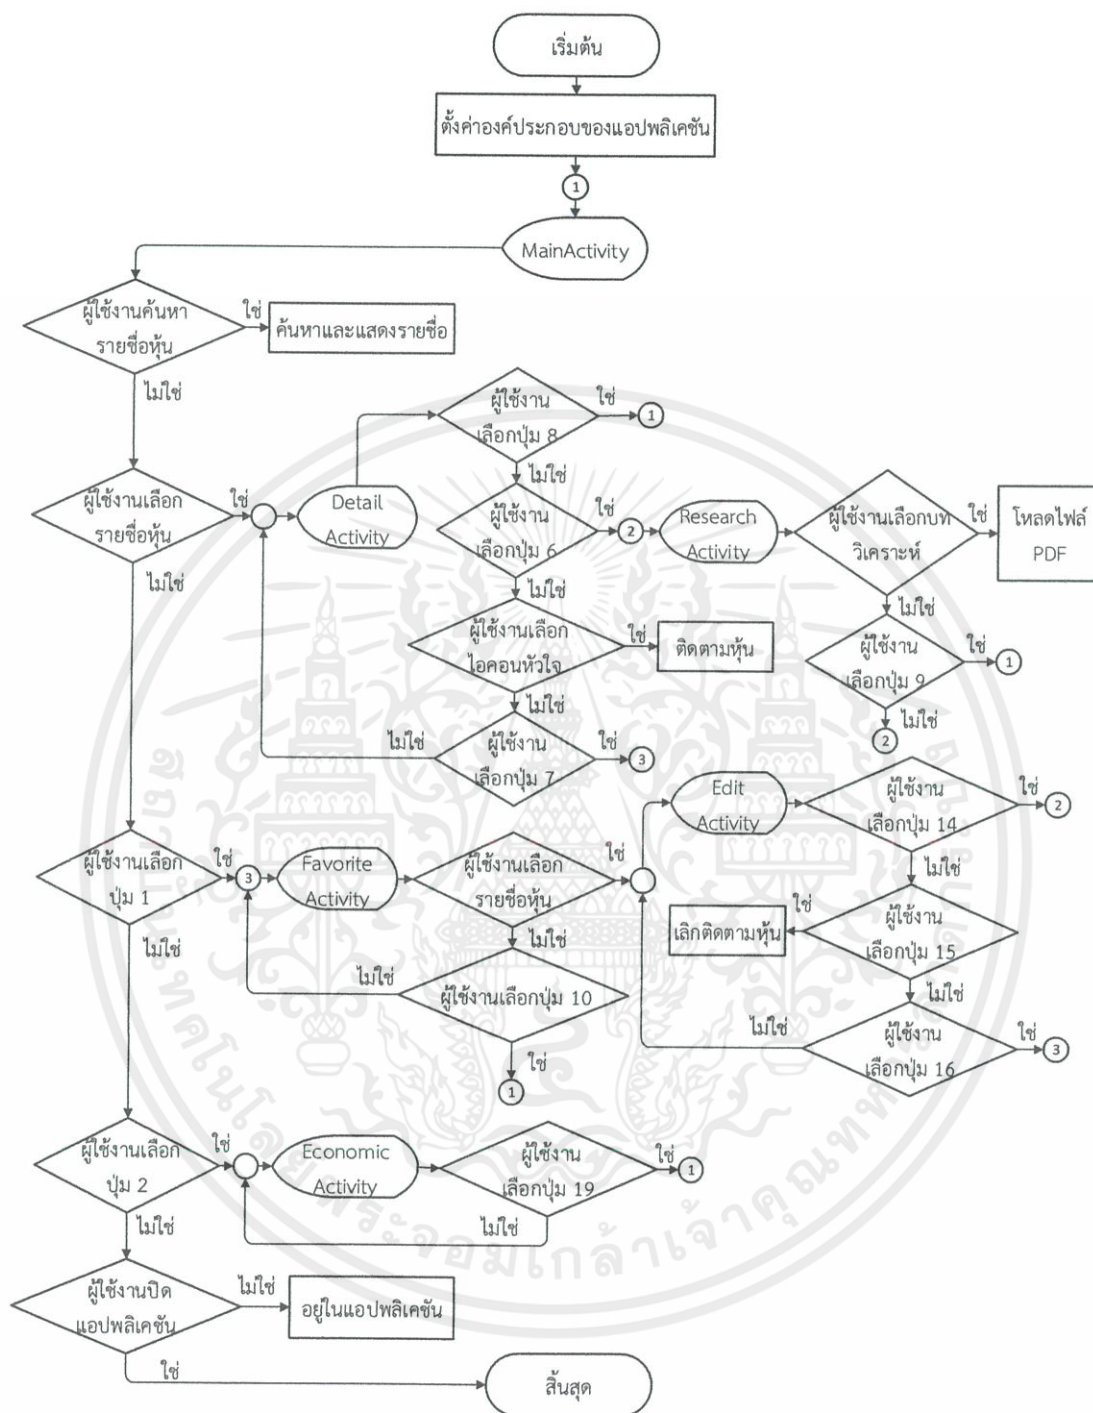 เริ่มต้น
ตั้งค่าองค์ประกอบของแอปพลิเคชัน
1
MainActivity
ผู้ใช้งานค้นหา
รายชื่อหุ้น
ใช่
ค้นหาและแสดงรายชื่อ
ไม่ใช่
ผู้ใช้งานเลือก
รายชื่อหุ้น
ใช่
Detail
Activity
ผู้ใช้งาน
เลือกปุ่ม 8
ใช่
1
ไม่ใช่
ผู้ใช้งาน
เลือกปุ่ม 6
ใช่
2
Research
Activity
ผู้ใช้งานเลือกบท
วิเคราะห์
ใช่
โหลดไฟล์
PDF
ไม่ใช่
ผู้ใช้งาน
เลือกปุ่ม 9
ใช่
1
ไม่ใช่
2
ไม่ใช่
ผู้ใช้งานเลือก
ไอคอนหัวใจ
ใช่
ติดตามหุ้น
ไม่ใช่
ผู้ใช้งาน
เลือกปุ่ม 7
ใช่
3
ไม่ใช่
ไม่ใช่
ผู้ใช้งานเลือก
ปุ่ม 1
ใช่
3
Favorite
Activity
ผู้ใช้งานเลือก
รายชื่อหุ้น
ใช่
Edit
Activity
ผู้ใช้งาน
เลือกปุ่ม 14
ใช่
2
ไม่ใช่
ผู้ใช้งาน
เลือกปุ่ม 15
ใช่
เลิกติดตามหุ้น
ไม่ใช่
ผู้ใช้งาน
เลือกปุ่ม 16
ใช่
3
ไม่ใช่
ไม่ใช่
ผู้ใช้งานเลือกปุ่ม 10
ไม่ใช่
ใช่
1
ไม่ใช่
ผู้ใช้งานเลือก
ปุ่ม 2
ใช่
Economic
Activity
ผู้ใช้งาน
เลือกปุ่ม 19
ใช่
1
ไม่ใช่
ไม่ใช่
ผู้ใช้งานปิด
แอปพลิเคชัน
ไม่ใช่
อยู่ในแอปพลิเคชัน
ใช่
สิ้นสุด